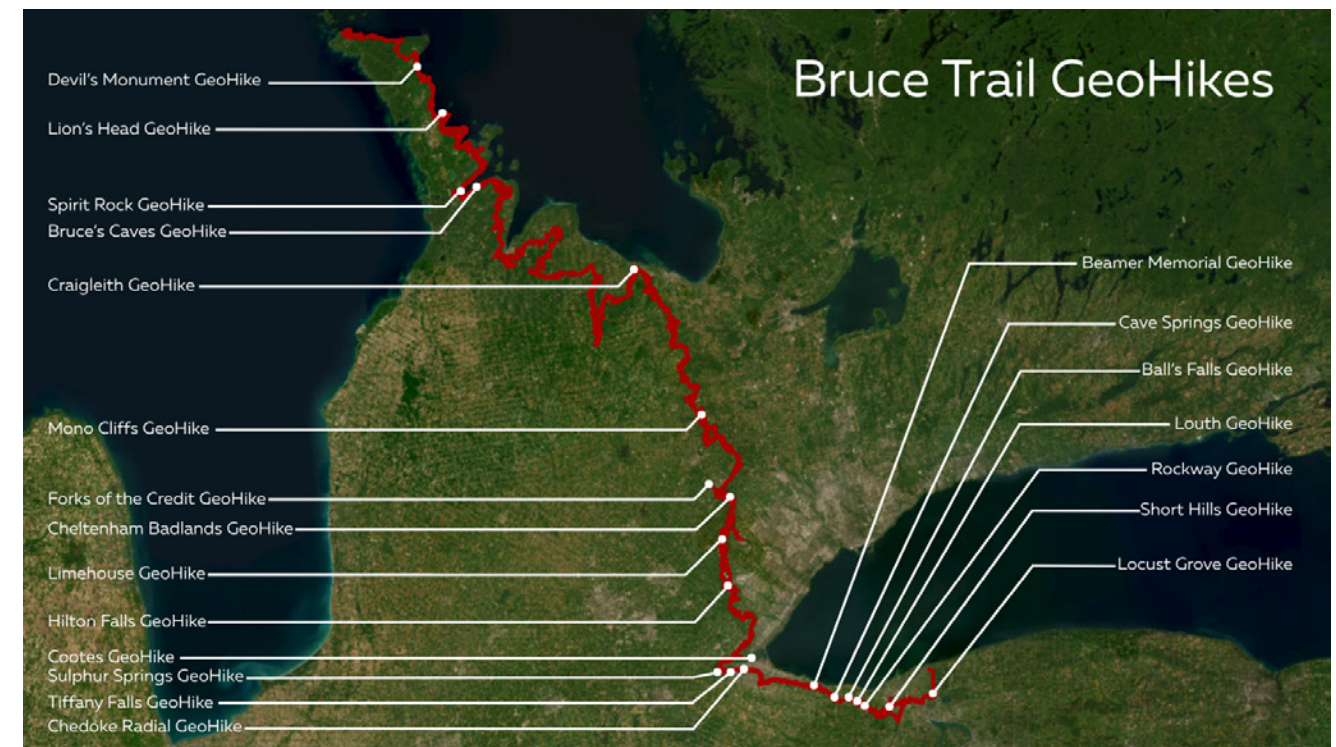 Bruce Trail GeoHikes
Devil's Monument GeoHike
Lion's Head GeoHike
Spirit Rock GeoHike
Bruce's Caves GeoHike
Craigleith GeoHike
Mono Cliffs GeoHike
Forks of the Credit GeoHike
Cheltenham Badlands GeoHike
Limehouse GeoHike
Hilton Falls GeoHike
Cootes GeoHike
Sulphur Springs GeoHike
Tiffany Falls GeoHike
Chedoke Radial GeoHike
Beamer Memorial GeoHike
Cave Springs GeoHike
Ball's Falls GeoHike
Louth GeoHike
Rockway GeoHike
Short Hills GeoHike
Locust Grove GeoHike